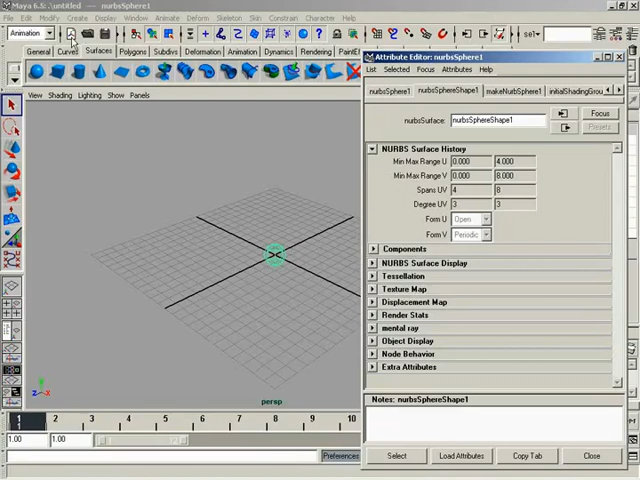 Maya 6.5: .\untitled --- nurbsSphere1
File Edit Modify Create Display Window Animate Deform Skeleton Skin Constrain Character Help
Animation
General Curves Surfaces Polygons Subdivs Deformation Animation Dynamics Rendering PaintEf
View Shading Lighting Show Panels
persp
1 2 3 4 5 6 7 8 9 10
1
1.00 1.00
Preferences
Attribute Editor: nurbsSphere1
List Selected Focus Attributes Help
nurbsSphere1 nurbsSphereShape1 makeNurbSphere1 initialShadingGrou
nurbsSurface: nurbsSphereShape1
Focus
Presets
NURBS Surface History
Min Max Range U 0.000 4.000
Min Max Range V 0.000 8.000
Spans UV 4 8
Degree UV 3 3
Form U Open
Form V Periodic
Components
NURBS Surface Display
Tessellation
Texture Map
Displacement Map
Render Stats
mental ray
Object Display
Node Behavior
Extra Attributes
Notes: nurbsSphereShape1
Select Load Attributes Copy Tab Close